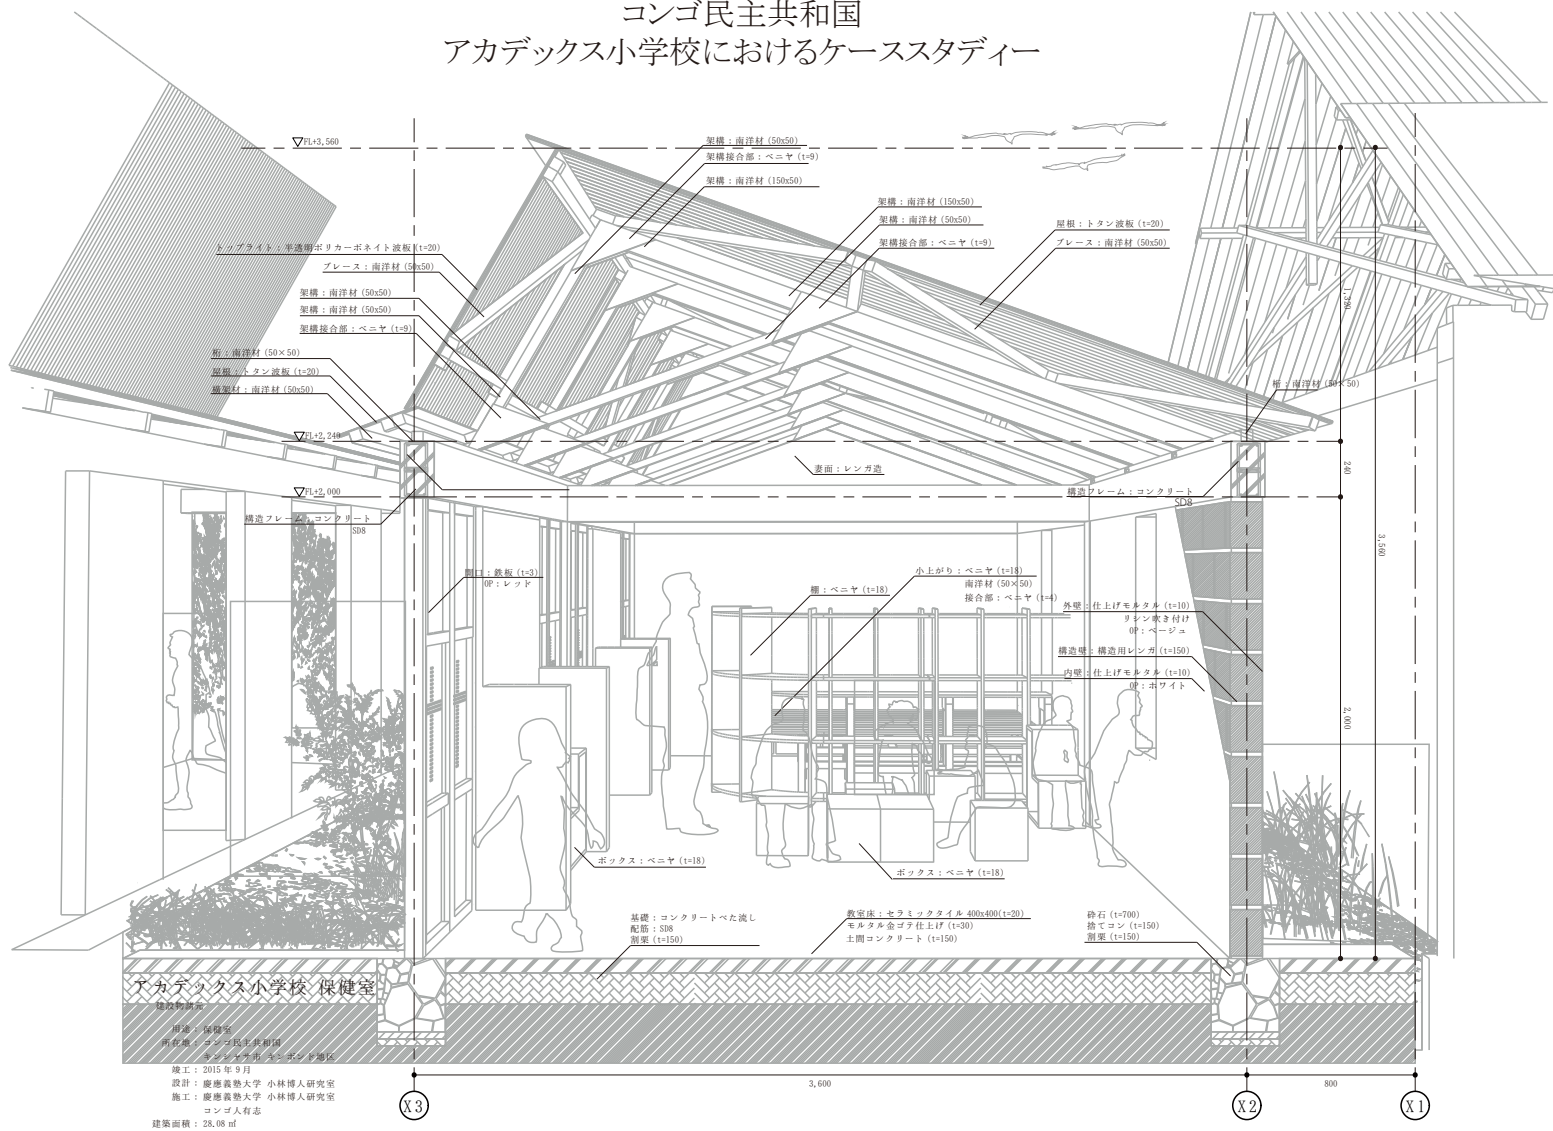 コンゴ民主共和国
アカデックス小学校におけるケーススタディー
▽FL+3,560
架構：南洋材 (50x50)
架構接合部：ベニヤ (t=9)
架構：南洋材 (150x50)
架構：南洋材 (150x50)
架構：南洋材 (50x50)
架構接合部：ベニヤ (t=9)
屋根：トタン波板 (t=20)
ブレース：南洋材 (50x50)
トップライト：半透明ポリカーボネイト波板 (t=20)
ブレース：南洋材 (50x50)
架構：南洋材 (50x50)
架構：南洋材 (50x50)
架構接合部：ベニヤ (t=9)
桁：南洋材 (50×50)
屋根：トタン波板 (t=20)
横架材：南洋材 (50x50)
桁：南洋材 (50×50)
1,320
▽FL+2,240
240
妻面：レンガ造
▽FL+2,000
構造フレーム：コンクリート
SD8
構造フレーム：コンクリート
SD8
3,560
開口：鉄板 (t=3)
OP：レッド
棚：ベニヤ (t=18)
小上がり：ベニヤ (t=18)
南洋材 (50×50)
接合部：ベニヤ (t=4)
外壁：仕上げモルタル (t=10)
リシン吹き付け
OP：ベージュ
構造壁：構造用レンガ (t=150)
内壁：仕上げモルタル (t=10)
OP：ホワイト
2,000
ボックス：ベニヤ (t=18)
ボックス：ベニヤ (t=18)
基礎：コンクリートべた流し
配筋：SD8
割栗 (t=150)
教室床：セラミックタイル 400x400(t=20)
モルタル金ゴテ仕上げ (t=30)
土間コンクリート (t=150)
砕石 (t=700)
捨てコン (t=150)
割栗 (t=150)
アカデックス小学校 保健室
建設物諸元
用途：保健室
所在地：コンゴ民主共和国
キンシャサ市 キンボンド地区
竣工：2015 年 9 月
設計：慶應義塾大学 小林博人研究室
施工：慶應義塾大学 小林博人研究室
コンゴ人有志
建築面積：28.08 ㎡
3,600
800
X3
X2
X1